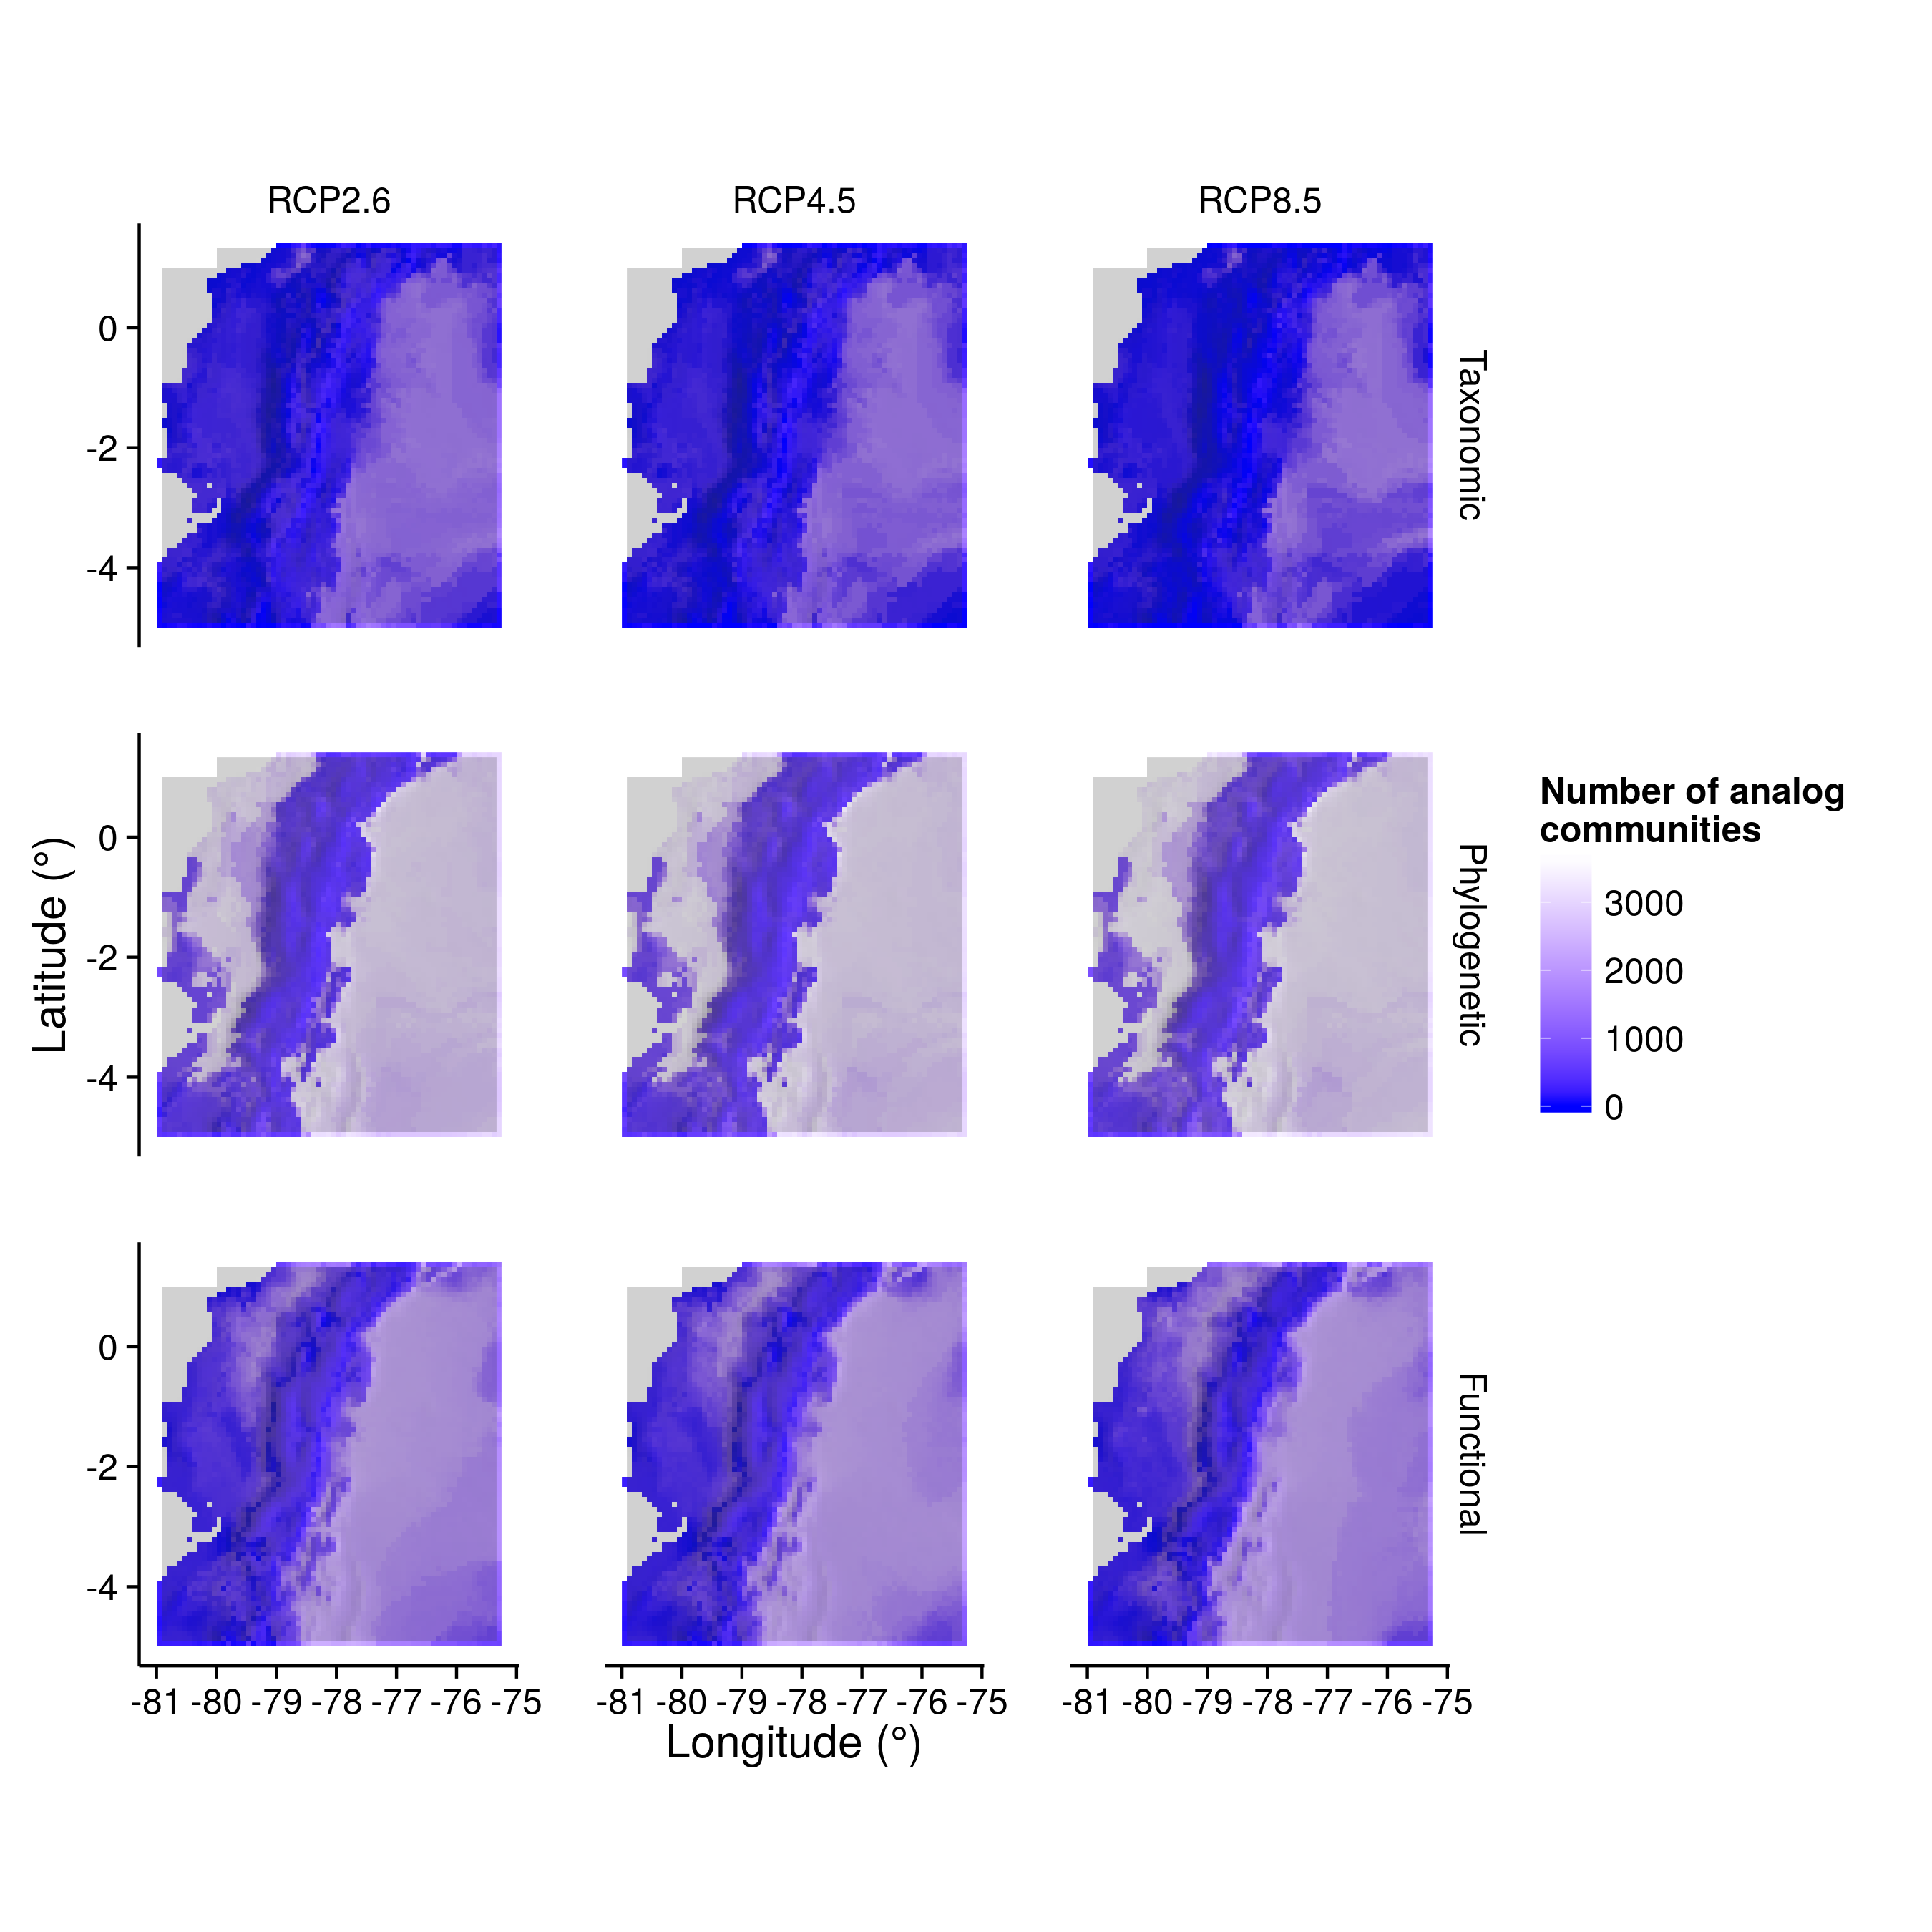 RCP2.6 RCP4.5 RCP8.5
0
-2
-4
Taxonomic
Latitude (°)
0
-2
-4
Phylogenetic
Number of analog
communities
3000
2000
1000
0
0
-2
-4
Functional
-81 -80 -79 -78 -77 -76 -75 -81 -80 -79 -78 -77 -76 -75 -81 -80 -79 -78 -77 -76 -75
Longitude (°)